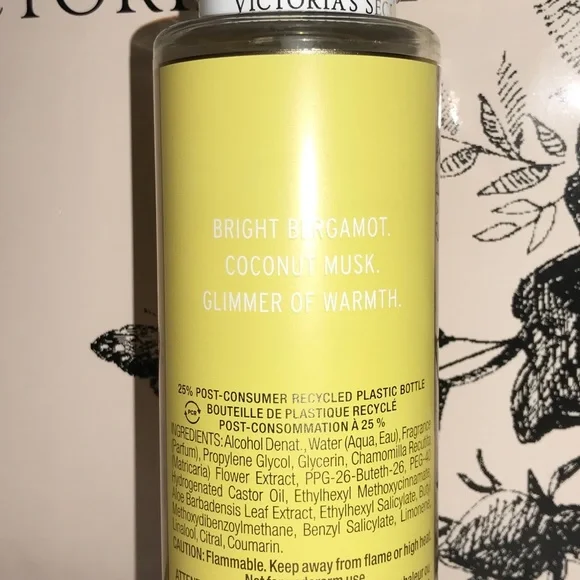 VICTORIA'S SEC
BRIGHT BERGAMOT.
COCONUT MUSK.
GLIMMER OF WARMTH.
25% POST-CONSUMER RECYCLED PLASTIC BOTTLE
PCR BOUTEILLE DE PLASTIQUE RECYCLÉ
POST-CONSOMMATION À 25 %
INGREDIENTS: Alcohol Denat., Water (Aqua, Eau), Fragrance
(Parfum), Propylene Glycol, Glycerin, Chamomilla Recutita
(Matricaria) Flower Extract, PPG-26-Buteth-26, PEG-40
Hydrogenated Castor Oil, Ethylhexyl Methoxycinnamate,
Aloe Barbadensis Leaf Extract, Ethylhexyl Salicylate, Butyl
Methoxydibenzoylmethane, Benzyl Salicylate, Limonene,
Linalool, Citral, Coumarin.
CAUTION: Flammable. Keep away from flame or high heat.